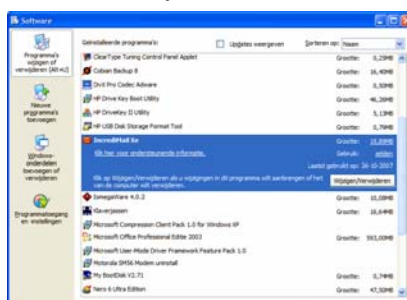 Software
Geïnstalleerde programma's:
Updates weergeven
Sorteren op: Naam
Programma's
wijzigen of
verwijderen (Alt+U)
Nieuwe
programma's
toevoegen
Windows-
onderdelen
toevoegen of
verwijderen
Programmatoegang
en -instellingen
ClearType Tuning Control Panel Applet Grootte: 0,29MB
Cobian Backup 8 Grootte: 16,40MB
DivX Pro Codec Adware Grootte: 0,50MB
HP Drive Key Boot Utility Grootte: 46,26MB
HP DriveKey II Utility Grootte: 5,13MB
HP USB Disk Storage Format Tool Grootte: 0,79MB
IncrediMail Xe Grootte:
Klik hier voor ondersteunende informatie. Gebruik: zelden
Laatst gebruikt op: 26-10-2007
Klik op Wijzigen/Verwijderen als u wijzigingen in dit programma wilt aanbrengen of het
van de computer wilt verwijderen.
Wijzigen/Verwijderen
IomegaWare 4.0.2 Grootte: 10,08MB
Klaverjassen Grootte: 18,64MB
Microsoft Compression Client Pack 1.0 for Windows XP
Microsoft Office Professional Editie 2003 Grootte: 593,00MB
Microsoft User-Mode Driver Framework Feature Pack 1.0
Motorola SM56 Modem uninstall
My BootDisk V2.71 Grootte: 0,74MB
Nero 6 Ultra Edition Grootte: 47,50MB